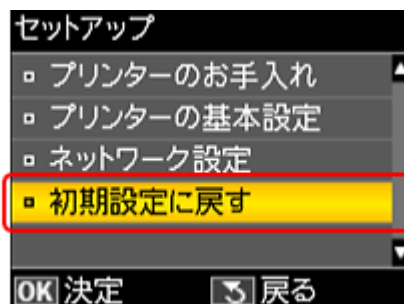 セットアップ
プリンターのお手入れ
プリンターの基本設定
ネットワーク設定
初期設定に戻す
OK 決定 戻る